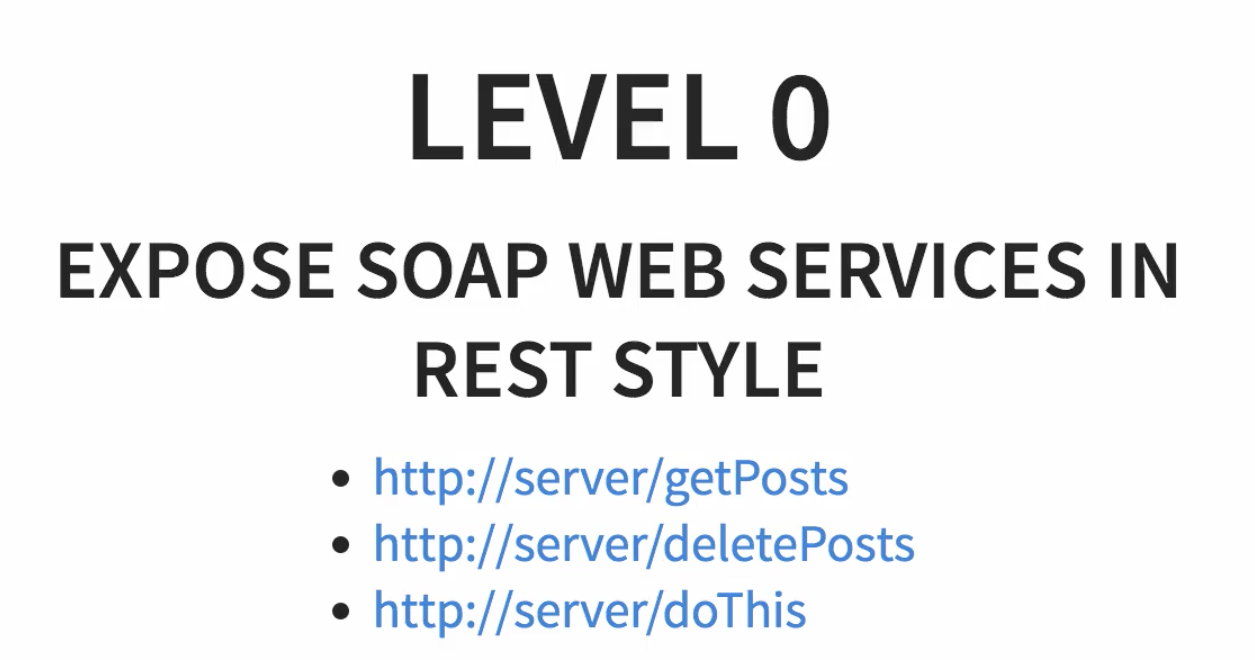 LEVEL 0
EXPOSE SOAP WEB SERVICES IN
REST STYLE
• http://server/getPosts
• http://server/deletePosts
• http://server/doThis